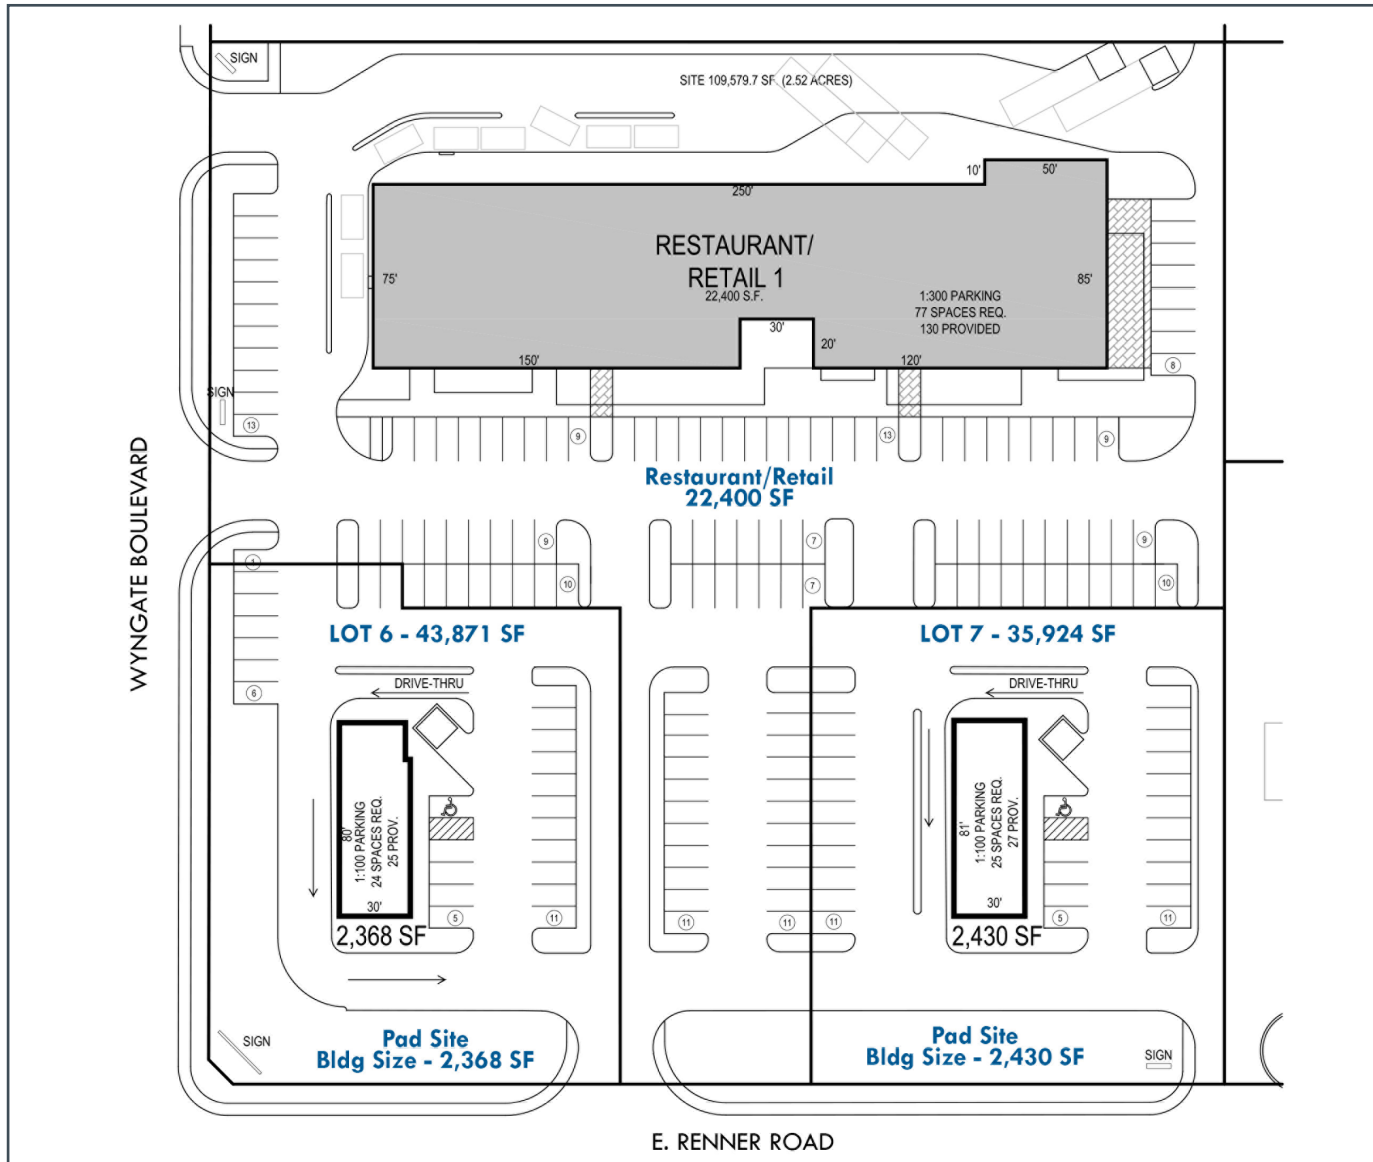 SIGN
SITE 109,579.7 SF. (2.52 ACRES)
10'
50'
250'
RESTAURANT/
RETAIL 1
22,400 S.F.
75'
85'
1:300 PARKING
77 SPACES REQ.
130 PROVIDED
30'
20'
150'
120'
8
SIGN
13
9
13
9
WYNGATE BOULEVARD
Restaurant/Retail
22,400 SF
9
7
9
1
10
7
10
LOT 6 - 43,871 SF
LOT 7 - 35,924 SF
DRIVE-THRU
DRIVE-THRU
6
80'
1:100 PARKING
24 SPACES REQ.
25 PROV.
30'
2,368 SF
5
11
11
11
11
81'
1:100 PARKING
25 SPACES REQ.
27 PROV.
30'
2,430 SF
5
11
SIGN
Pad Site
Bldg Size - 2,368 SF
Pad Site
Bldg Size - 2,430 SF
SIGN
E. RENNER ROAD